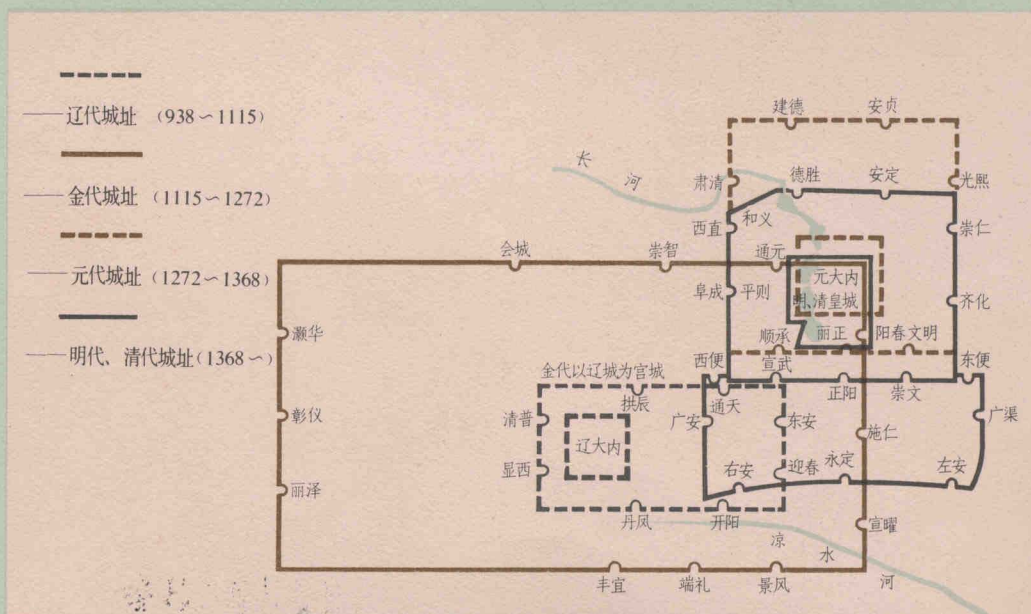 辽代城址 (938～1115)
金代城址 (1115～1272)
元代城址 (1272～1368)
明代、清代城址(1368～)
建德
安贞
长
河
肃清
德胜
安定
光熙
西直
和义
崇仁
会城
崇智
通元
元大内
明、清皇城
阜成
平则
齐化
灏华
顺承
丽正
阳春
文明
金代以辽城为宫城
西便
宣武
正阳
崇文
东便
拱辰
通天
彰仪
清普
辽大内
广安
东安
施仁
广渠
显西
右安
迎春
永定
左安
丽泽
丹凤
开阳
宣曜
凉
水
河
丰宜
端礼
景风